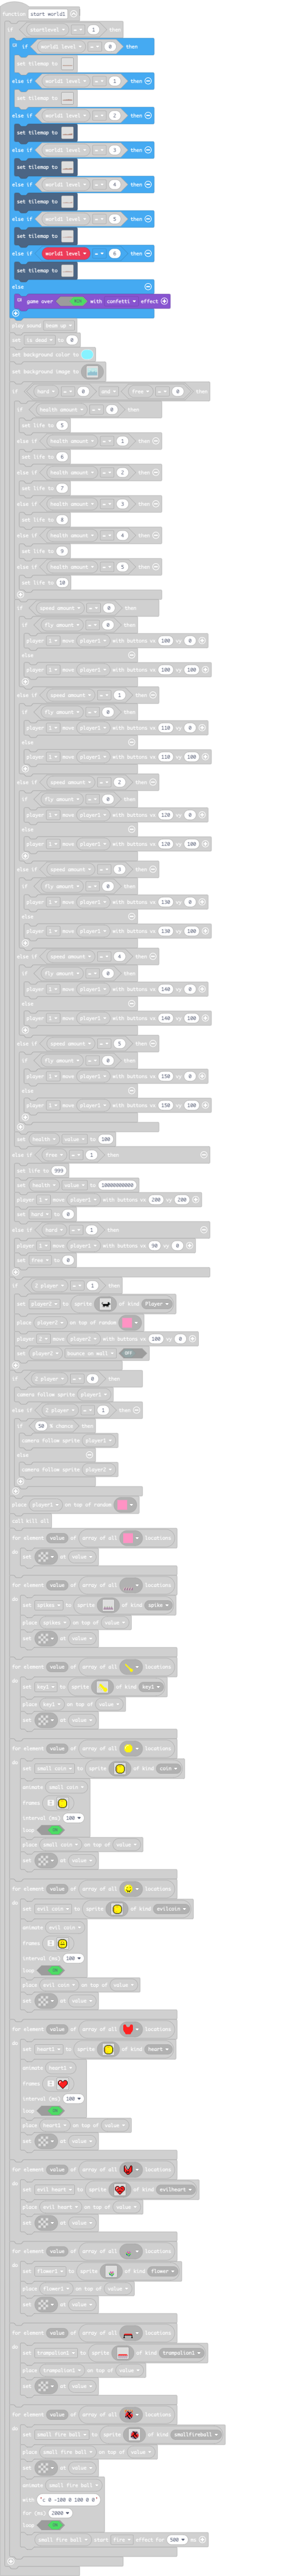 function start world1
if startlevel = 1 then
if world1 level = 0 then
set tilemap to
else if world1 level = 1 then
set tilemap to
else if world1 level = 2 then
set tilemap to
else if world1 level = 3 then
set tilemap to
else if world1 level = 4 then
set tilemap to
else if world1 level = 5 then
set tilemap to
else if world1 level = 6 then
set tilemap to
else
game over with confetti effect
play sound beam up
set is dead to 0
set background color to
set background image to
if hard = 0 and free = 0 then
if health amount = 0 then
set life to 5
else if health amount = 1 then
set life to 6
else if health amount = 2 then
set life to 7
else if health amount = 3 then
set life to 8
else if health amount = 4 then
set life to 9
else if health amount = 5 then
set life to 10
if speed amount = 0 then
if fly amount = 0 then
player 1 move player1 with buttons vx 100 vy 0
else
player 1 move player1 with buttons vx 100 vy 100
else if speed amount = 1 then
if fly amount = 0 then
player 1 move player1 with buttons vx 110 vy 0
else
player 1 move player1 with buttons vx 110 vy 100
else if speed amount = 2 then
if fly amount = 0 then
player 1 move player1 with buttons vx 120 vy 0
else
player 1 move player1 with buttons vx 120 vy 100
else if speed amount = 3 then
if fly amount = 0 then
player 1 move player1 with buttons vx 130 vy 0
else
player 1 move player1 with buttons vx 130 vy 100
else if speed amount = 4 then
if fly amount = 0 then
player 1 move player1 with buttons vx 140 vy 0
else
player 1 move player1 with buttons vx 140 vy 100
else if speed amount = 5 then
if fly amount = 0 then
player 1 move player1 with buttons vx 150 vy 0
else
player 1 move player1 with buttons vx 150 vy 100
set health value to 100
else if free = 1 then
set life to 999
set health value to 10000000000
player 1 move player1 with buttons vx 200 vy 200
set hard to 0
else if hard = 1 then
player 1 move player1 with buttons vx 90 vy 0
set free to 0
if 2 player = 1 then
set player2 to sprite of kind Player
place player2 on top of random
player 2 move player2 with buttons vx 100 vy 0
set player2 bounce on wall OFF
if 2 player = 0 then
camera follow sprite player1
else if 2 player = 1 then
if 50 % chance then
camera follow sprite player1
else
camera follow sprite player2
place player1 on top of random
call kill all
for element value of array of all locations
do
set at value
for element value of array of all locations
do set spikes to sprite of kind spike
place spikes on top of value
set at value
for element value of array of all locations
do set key1 to sprite of kind key1
place key1 on top of value
set at value
for element value of array of all locations
do set small coin to sprite of kind coin
animate small coin
frames
interval (ms) 100
loop ON
place small coin on top of value
set at value
for element value of array of all locations
do set evil coin to sprite of kind evilcoin
animate evil coin
frames
interval (ms) 100
loop ON
place evil coin on top of value
set at value
for element value of array of all locations
do set heart1 to sprite of kind heart
animate heart1
frames
interval (ms) 100
loop ON
place heart1 on top of value
set at value
for element value of array of all locations
do set evil heart to sprite of kind evilheart
place evil heart on top of value
set at value
for element value of array of all locations
do set flower1 to sprite of kind flower
place flower1 on top of value
set at value
for element value of array of all locations
do set trampolion1 to sprite of kind trampolion1
place trampolion1 on top of value
set at value
for element value of array of all locations
do set small fire ball to sprite of kind smallfireball
place small fire ball on top of value
set at value
animate small fire ball
with "c 0 -100 0 100 0 0"
for (ms) 2000
loop ON
small fire ball start fire effect for 500 ms